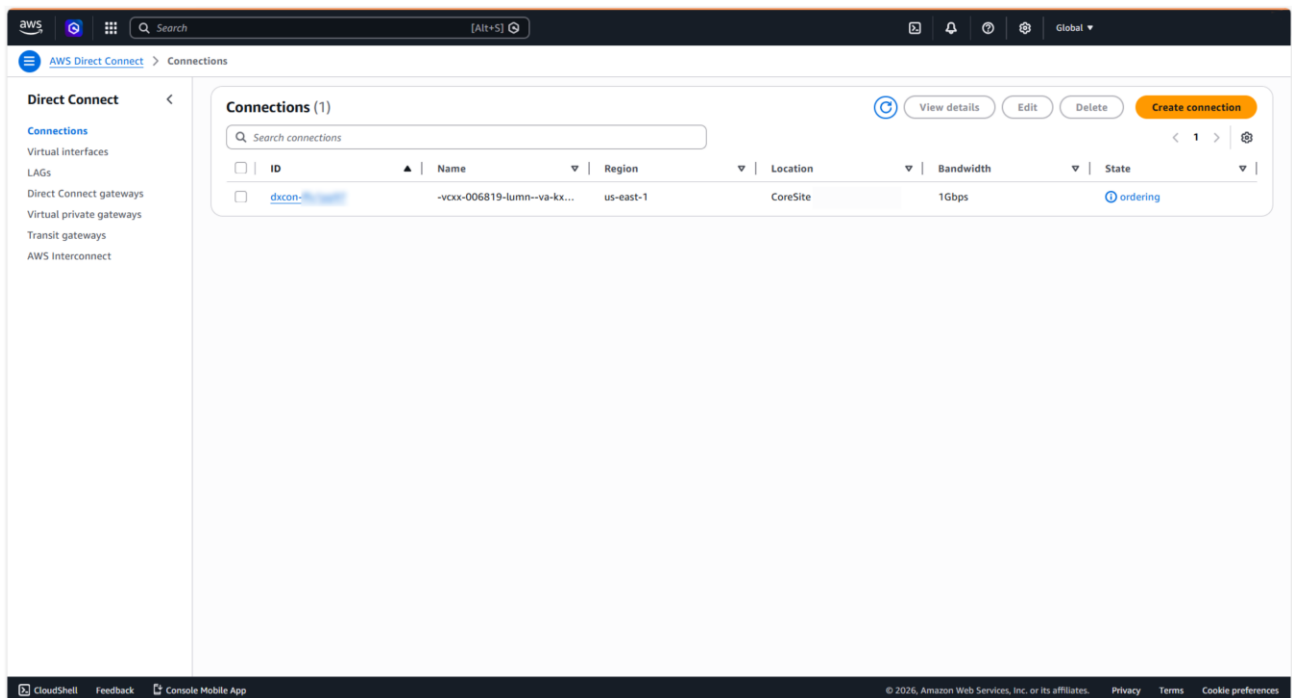 aws Search [Alt+S] Global
AWS Direct Connect > Connections
Direct Connect
Connections
Virtual interfaces
LAGs
Direct Connect gateways
Virtual private gateways
Transit gateways
AWS Interconnect
Connections (1) View details Edit Delete Create connection
Search connections 1
ID Name Region Location Bandwidth State
dxcon- -vcxx-006819-lumn--va-kx... us-east-1 CoreSite 1Gbps ordering
CloudShell Feedback Console Mobile App © 2026, Amazon Web Services, Inc. or its affiliates. Privacy Terms Cookie preferences